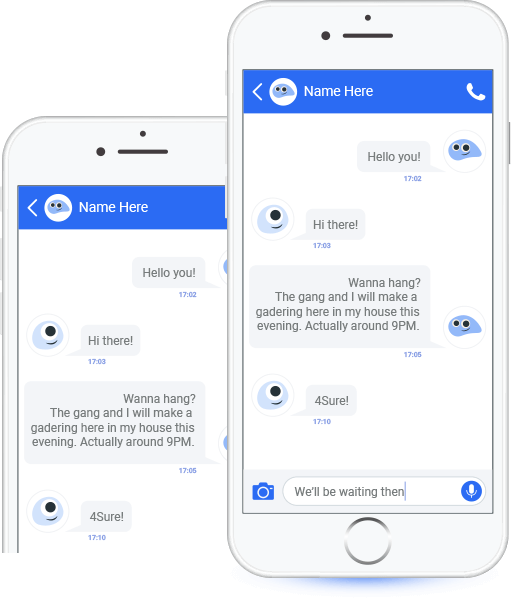 Name Here
Hello you!
17:02
Hi there!
17:03
Wanna hang?
The gang and I will make a
gadering here in my house this
evening. Actually around 9PM.
17:05
4Sure!
17:10
Name Here
Hello you!
17:02
Hi there!
17:03
Wanna hang?
The gang and I will make a
gadering here in my house this
evening. Actually around 9PM.
17:05
4Sure!
17:10
We'll be waiting then